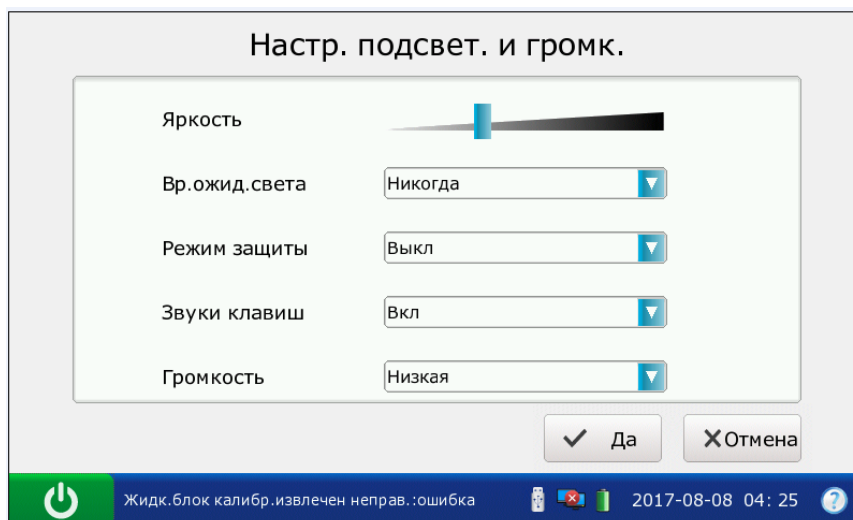 Настр. подсвет. и громк.
Яркость
Вр.ожид.света Никогда
Режим защиты Выкл
Звуки клавиш Вкл
Громкость Низкая
Да Отмена
Жидк.блок калибр.извлечен неправ.:ошибка 2017-08-08 04: 25 ?